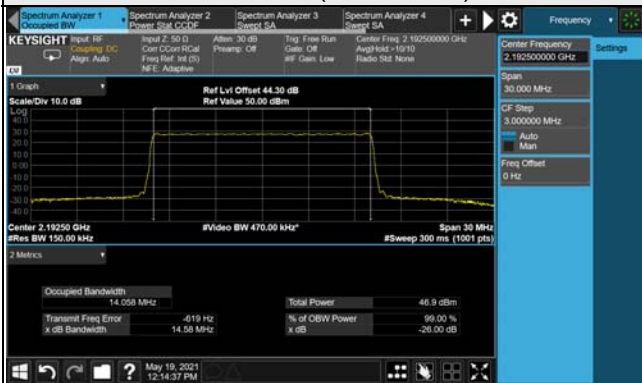 Spectrum Analyzer 1
Occupied BW
Spectrum Analyzer 2
Power Stat CCDF
Spectrum Analyzer 3
Swept SA
Spectrum Analyzer 4
Swept SA
Frequency
KEYSIGHT
Input: RF
Coupling: DC
Align: Auto
Input Z: 50 Ω
Corr CCorr RCal
Freq Ref: Int (S)
NFE: Adaptive
Atten: 30 dB
Preamp: Off
Trig: Free Run
Gate: Off
#IF Gain: Low
Center Freq: 2.192500000 GHz
Avg|Hold:>10/10
Radio Std: None
1 Graph
Scale/Div 10.0 dB
Ref Lvl Offset 44.30 dB
Ref Value 50.00 dBm
Log
40.0
30.0
20.0
10.0
0.00
-10.0
-20.0
-30.0
-40.0
Center 2.19250 GHz
#Res BW 150.00 kHz
#Video BW 470.00 kHz*
Span 30 MHz
#Sweep 300 ms (1001 pts)
2 Metrics
Occupied Bandwidth
14.058 MHz
Total Power 46.9 dBm
Transmit Freq Error -619 Hz
% of OBW Power 99.00 %
x dB Bandwidth 14.58 MHz
x dB -26.00 dB
May 19, 2021
12:14:37 PM
Center Frequency
2.192500000 GHz
Settings
Span
30.000 MHz
CF Step
3.000000 MHz
Auto
Man
Freq Offset
0 Hz